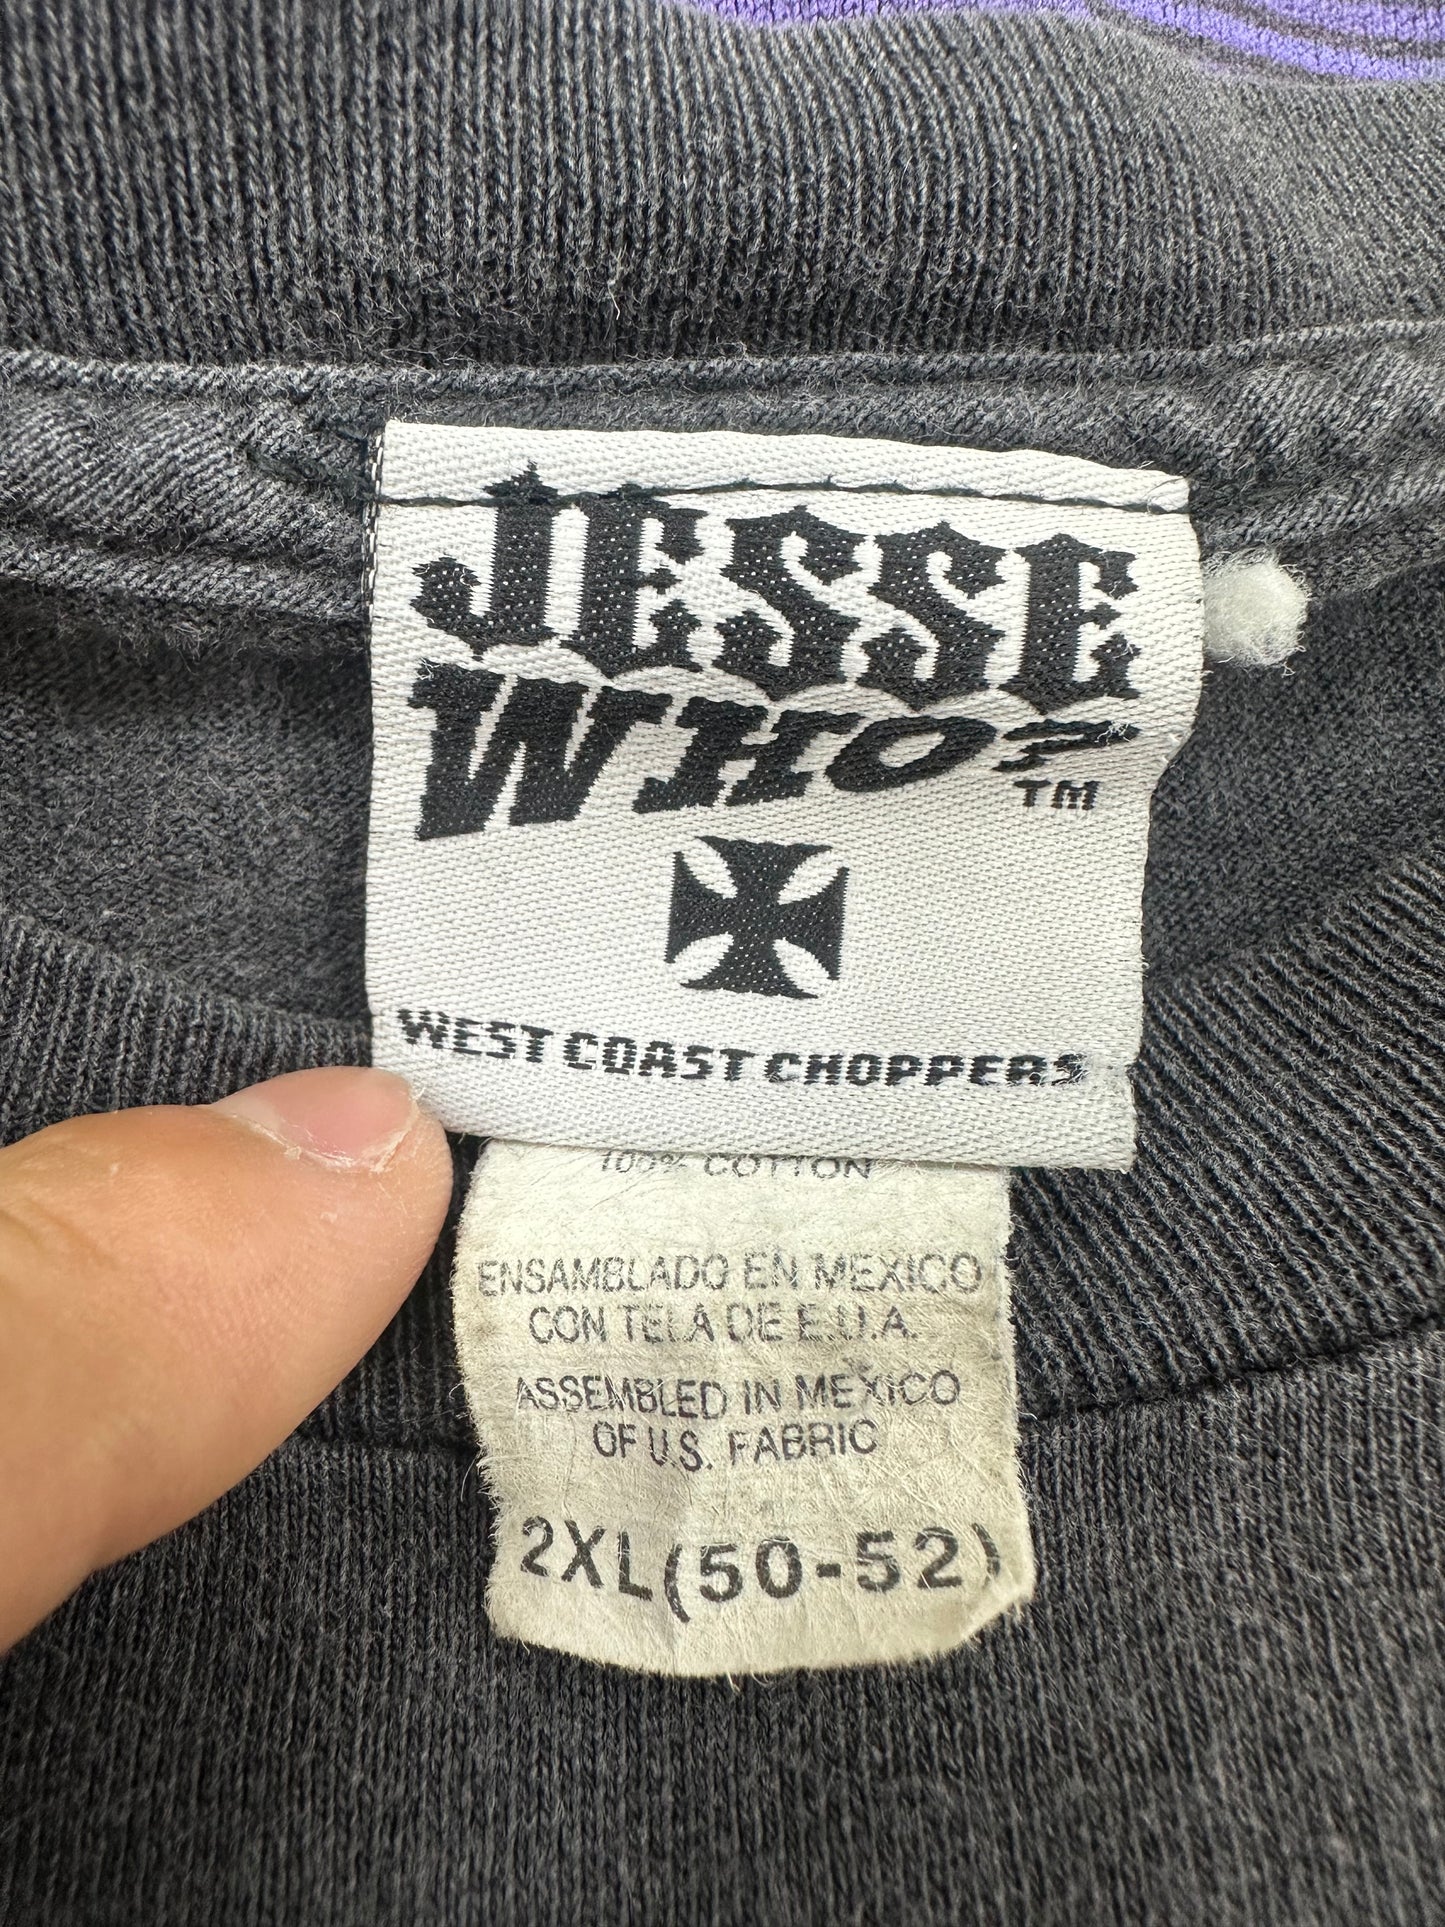 JESSE
WHO?
TM
WEST COAST CHOPPERS
100% COTTON
ENSAMBLADO EN MEXICO
CON TELA DE E.U.A.
ASSEMBLED IN MEXICO
OF U.S. FABRIC
2XL(50-52)